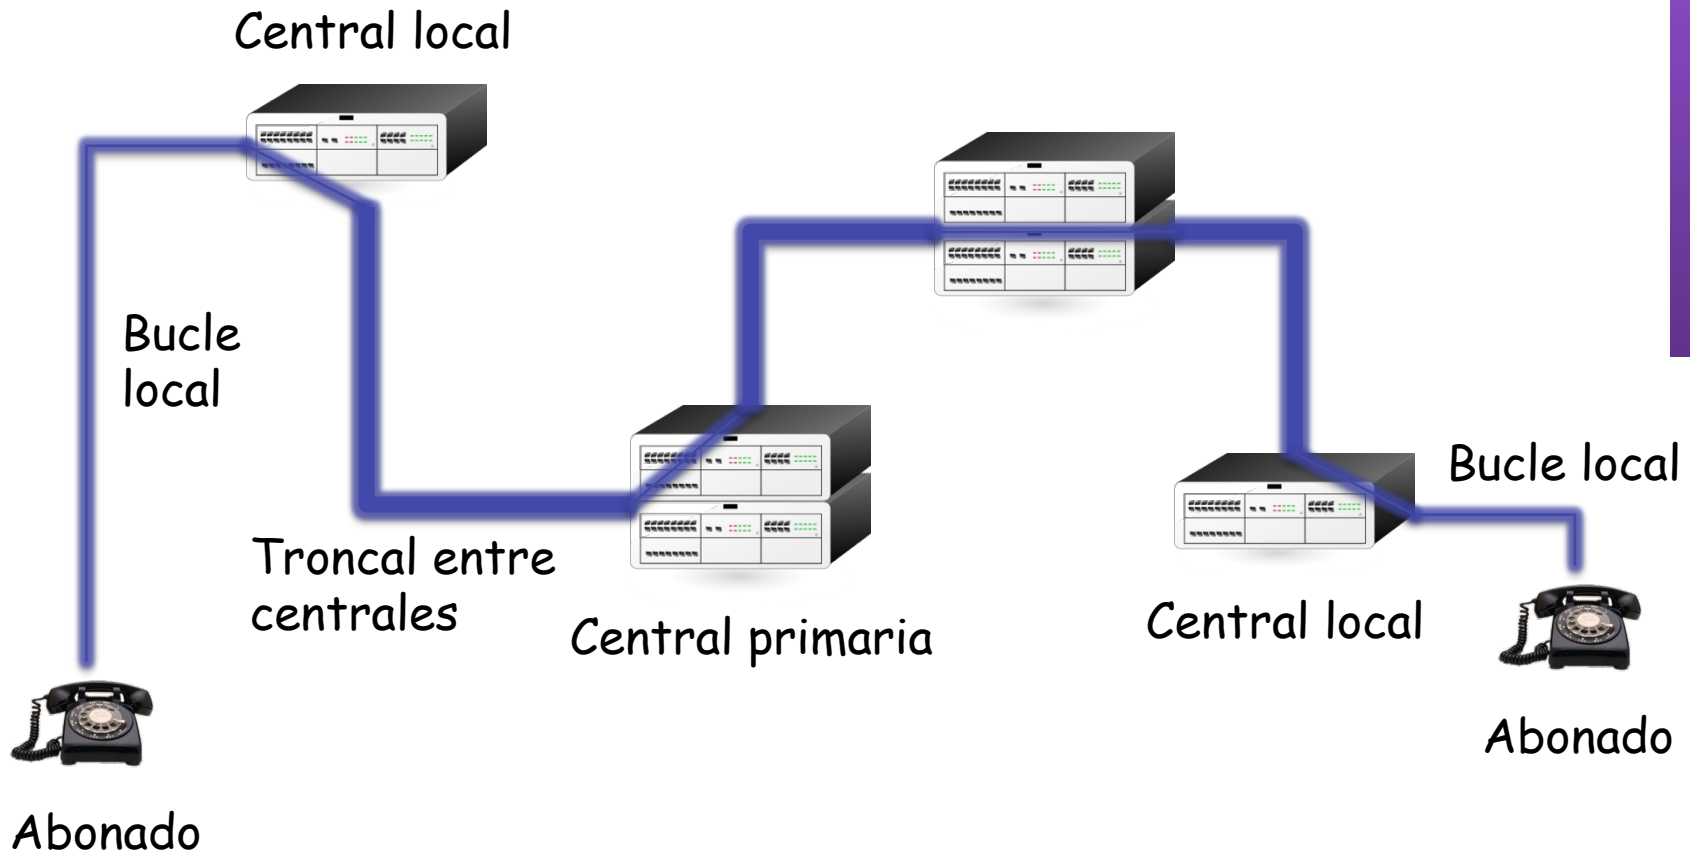 Central local
Bucle
local
Troncal entre
centrales
Central primaria
Bucle local
Central local
Abonado
Abonado